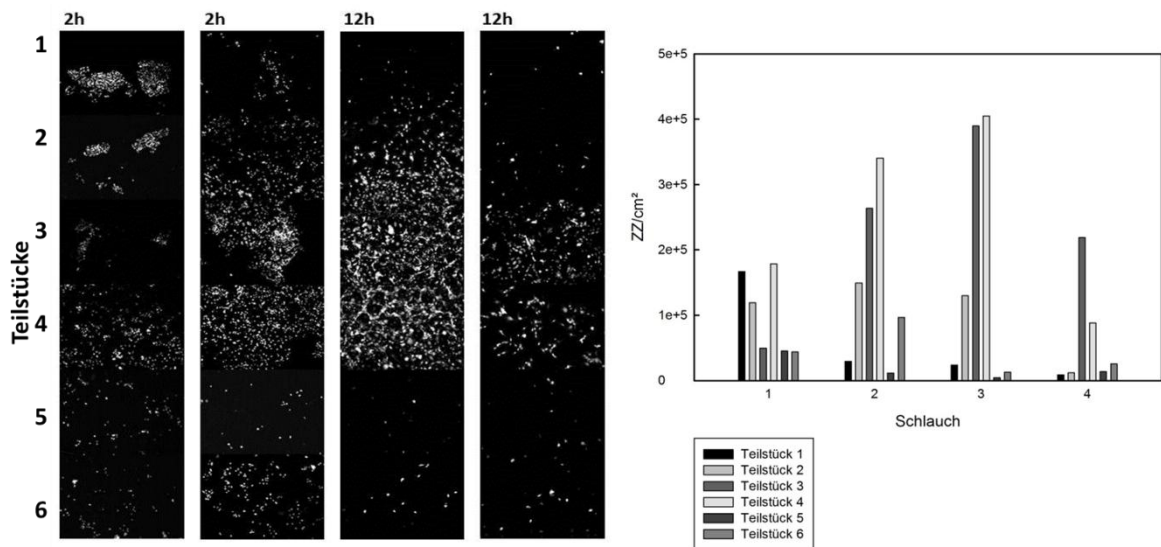 2h 2h 12h 12h
Teilstücke
1
2
3
4
5
6
ZZ/cm²
5e+5
4e+5
3e+5
2e+5
1e+5
0
1 2 3 4
Schlauch
Teilstück 1
Teilstück 2
Teilstück 3
Teilstück 4
Teilstück 5
Teilstück 6